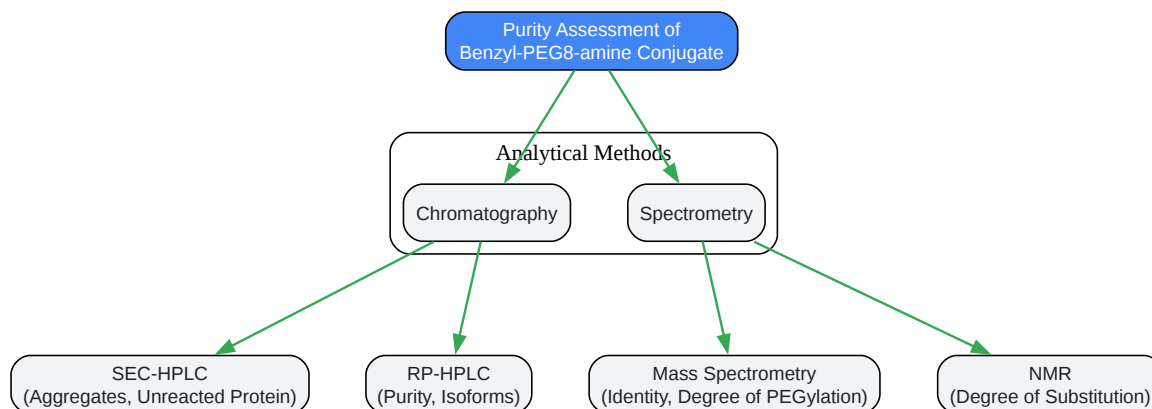 Purity Assessment of
Benzyl-PEG8-amine Conjugate
Analytical Methods
Chromatography
Spectrometry
SEC-HPLC
(Aggregates, Unreacted Protein)
RP-HPLC
(Purity, Isoforms)
Mass Spectrometry
(Identity, Degree of PEGylation)
NMR
(Degree of Substitution)